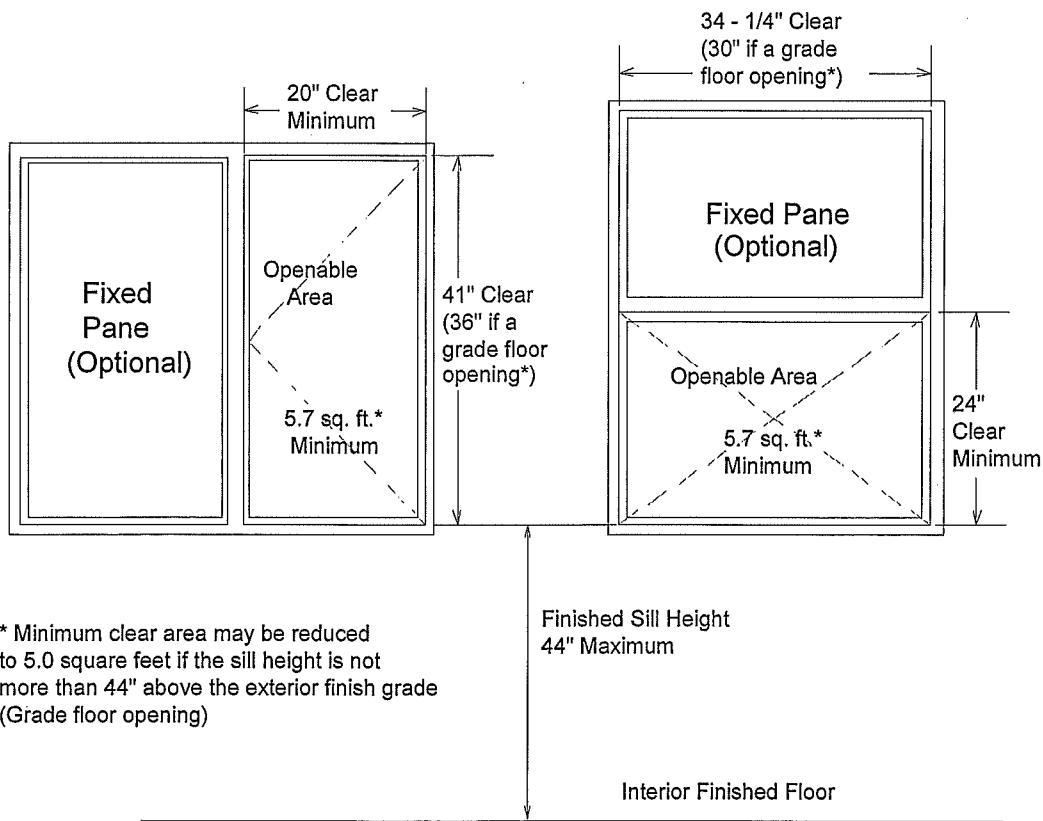 34 - 1/4" Clear
(30" if a grade
floor opening*)
20" Clear
Minimum
Fixed Pane
(Optional)
Openable
Area
Fixed
Pane
(Optional)
41" Clear
(36" if a
grade floor
opening*)
Openable Area
5.7 sq. ft.*
Minimum
5.7 sq. ft.*
Minimum
24"
Clear
Minimum
Finished Sill Height
44" Maximum
* Minimum clear area may be reduced
to 5.0 square feet if the sill height is not
more than 44" above the exterior finish grade
(Grade floor opening)
Interior Finished Floor